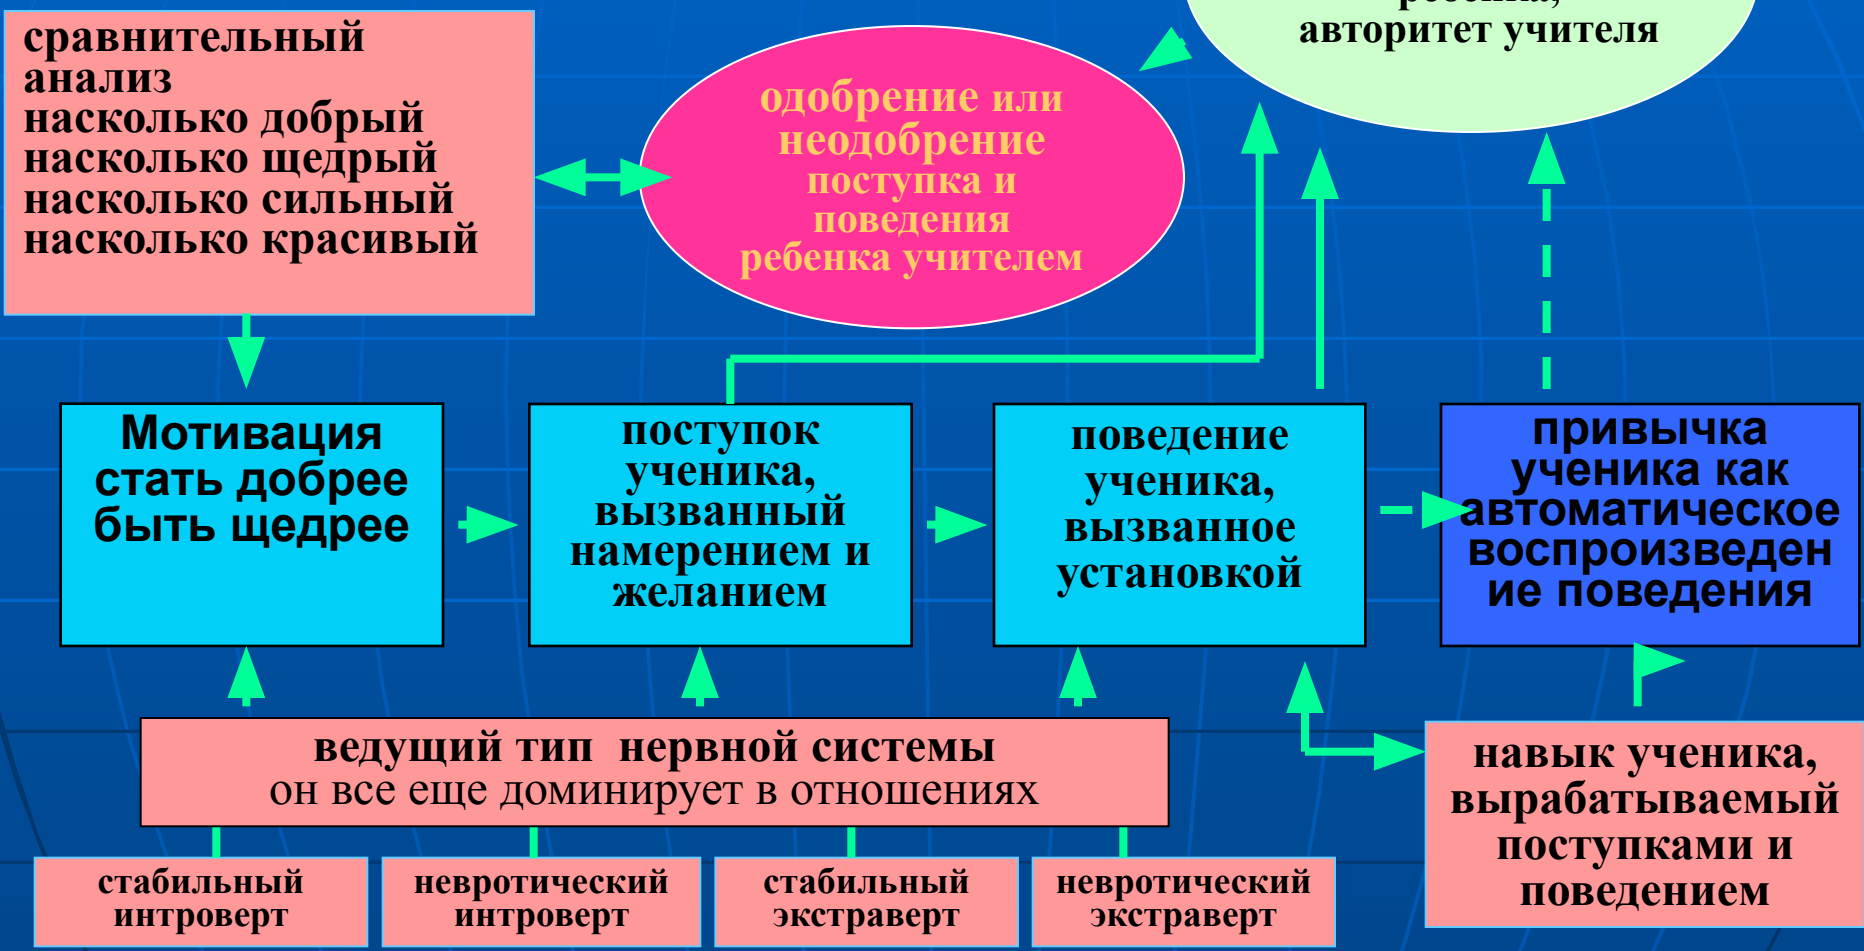 авторитет учителя
сравнительный
анализ
насколько добрый
насколько щедрый
насколько сильный
насколько красивый
одобрение или
неодобрение
поступка и
поведения
ребенка учителем
Мотивация
стать добрее
быть щедрее
поступок
ученика,
вызванный
намерением и
желанием
поведение
ученика,
вызванное
установкой
привычка
ученика как
автоматическое
воспроизведен
ие поведения
ведущий тип нервной системы
он все еще доминирует в отношениях
навык ученика,
вырабатываемый
поступками и
поведением
стабильный
интроверт
невротический
интроверт
стабильный
экстраверт
невротический
экстраверт